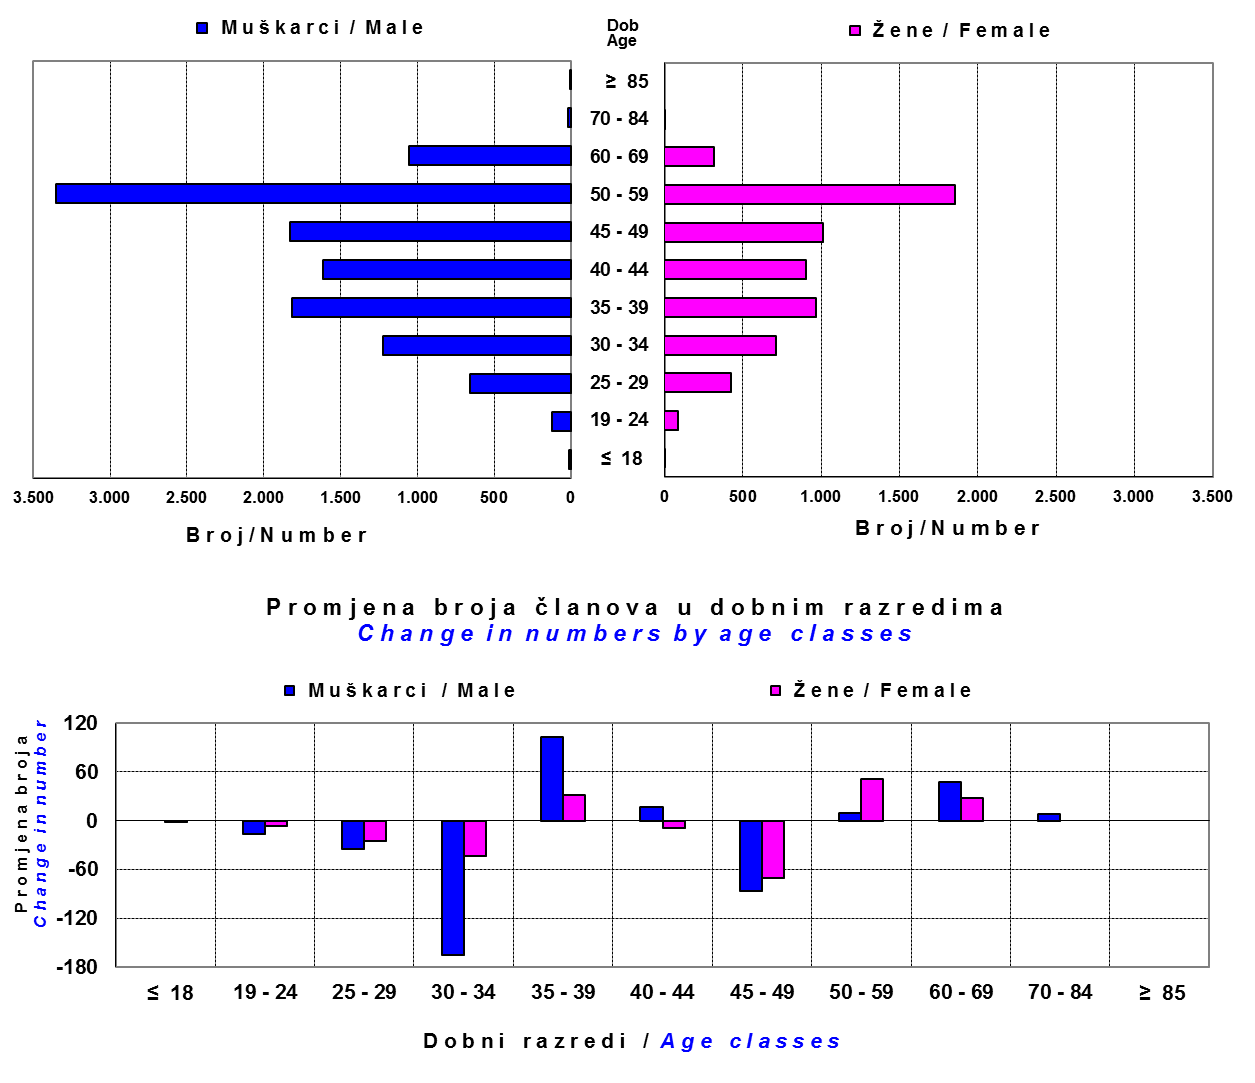 Muškarci / Male
Dob
Age
Žene / Female
≥ 85
70 - 84
60 - 69
50 - 59
45 - 49
40 - 44
35 - 39
30 - 34
25 - 29
19 - 24
≤ 18
3.500 3.000 2.500 2.000 1.500 1.000 500 0
0 500 1.000 1.500 2.000 2.500 3.000 3.500
Broj/Number
Broj/Number
Promjena broja članova u dobnim razredima
Change in numbers by age classes
Muškarci / Male
Žene / Female
Promjena broja
Change in number
120
60
0
-60
-120
-180
≤ 18 19 - 24 25 - 29 30 - 34 35 - 39 40 - 44 45 - 49 50 - 59 60 - 69 70 - 84 ≥ 85
Dobni razredi / Age classes